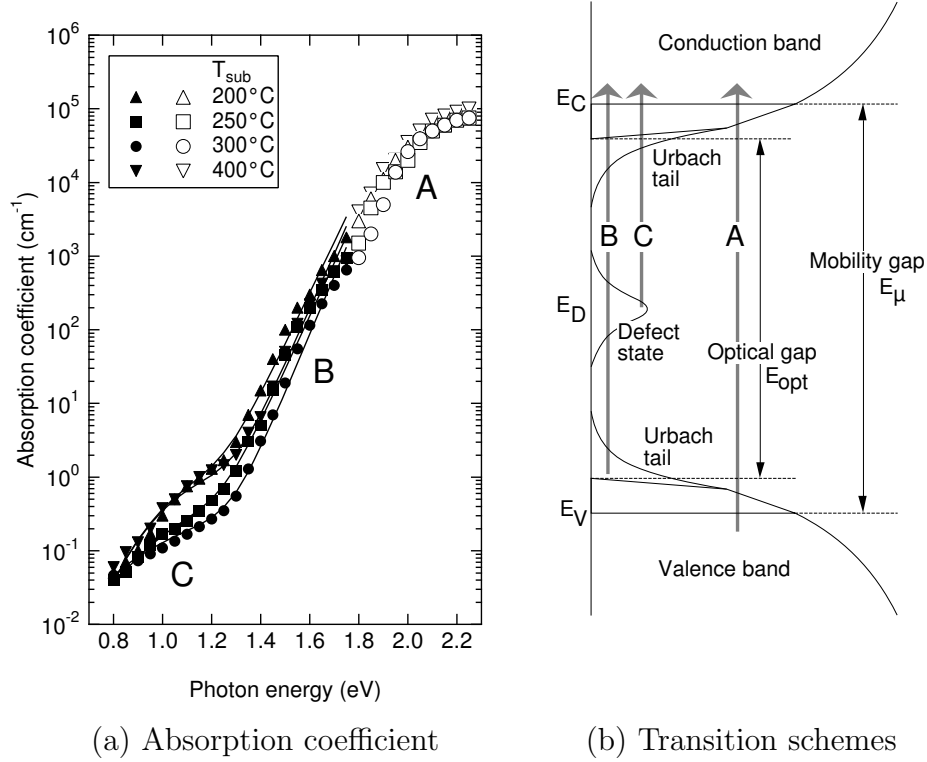 10^6
10^5
10^4
10^3
10^2
10^1
10^0
10^-1
10^-2
Absorption coefficient (cm^-1)
T_sub
200°C
250°C
300°C
400°C
A
B
C
0.8 1.0 1.2 1.4 1.6 1.8 2.0 2.2
Photon energy (eV)
(a) Absorption coefficient
Conduction band
E_C
Urbach
tail
B C A
Mobility gap
E_μ
E_D
Defect
state
Optical gap
E_opt
Urbach
tail
E_V
Valence band
(b) Transition schemes